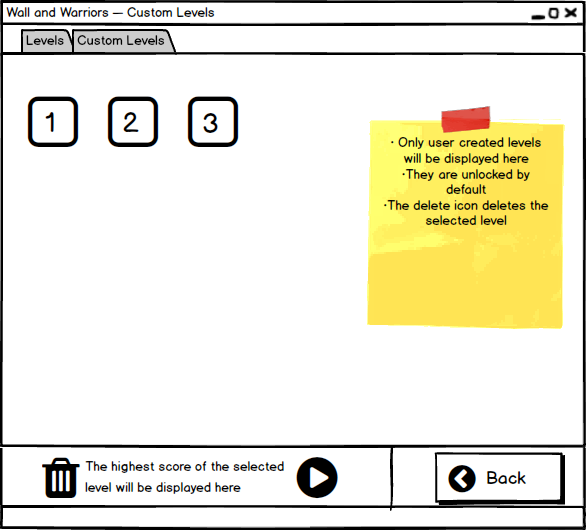 Wall and Warriors — Custom Levels
Levels
Custom Levels
1
2
3
· Only user created levels
will be displayed here
·They are unlocked by
default
·The delete icon deletes the
selected level
The highest score of the selected
level will be displayed here
Back